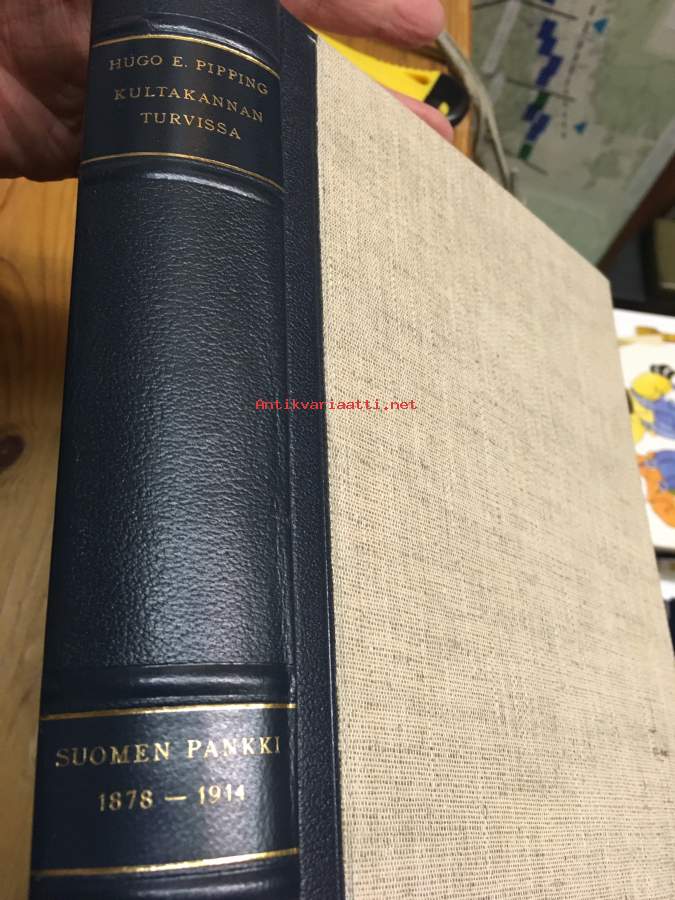 HUGO E. PIPPING
KULTAKANNAN
TURVISSA
Antikvariaatti.net
SUOMEN PANKKI
1878 — 1914